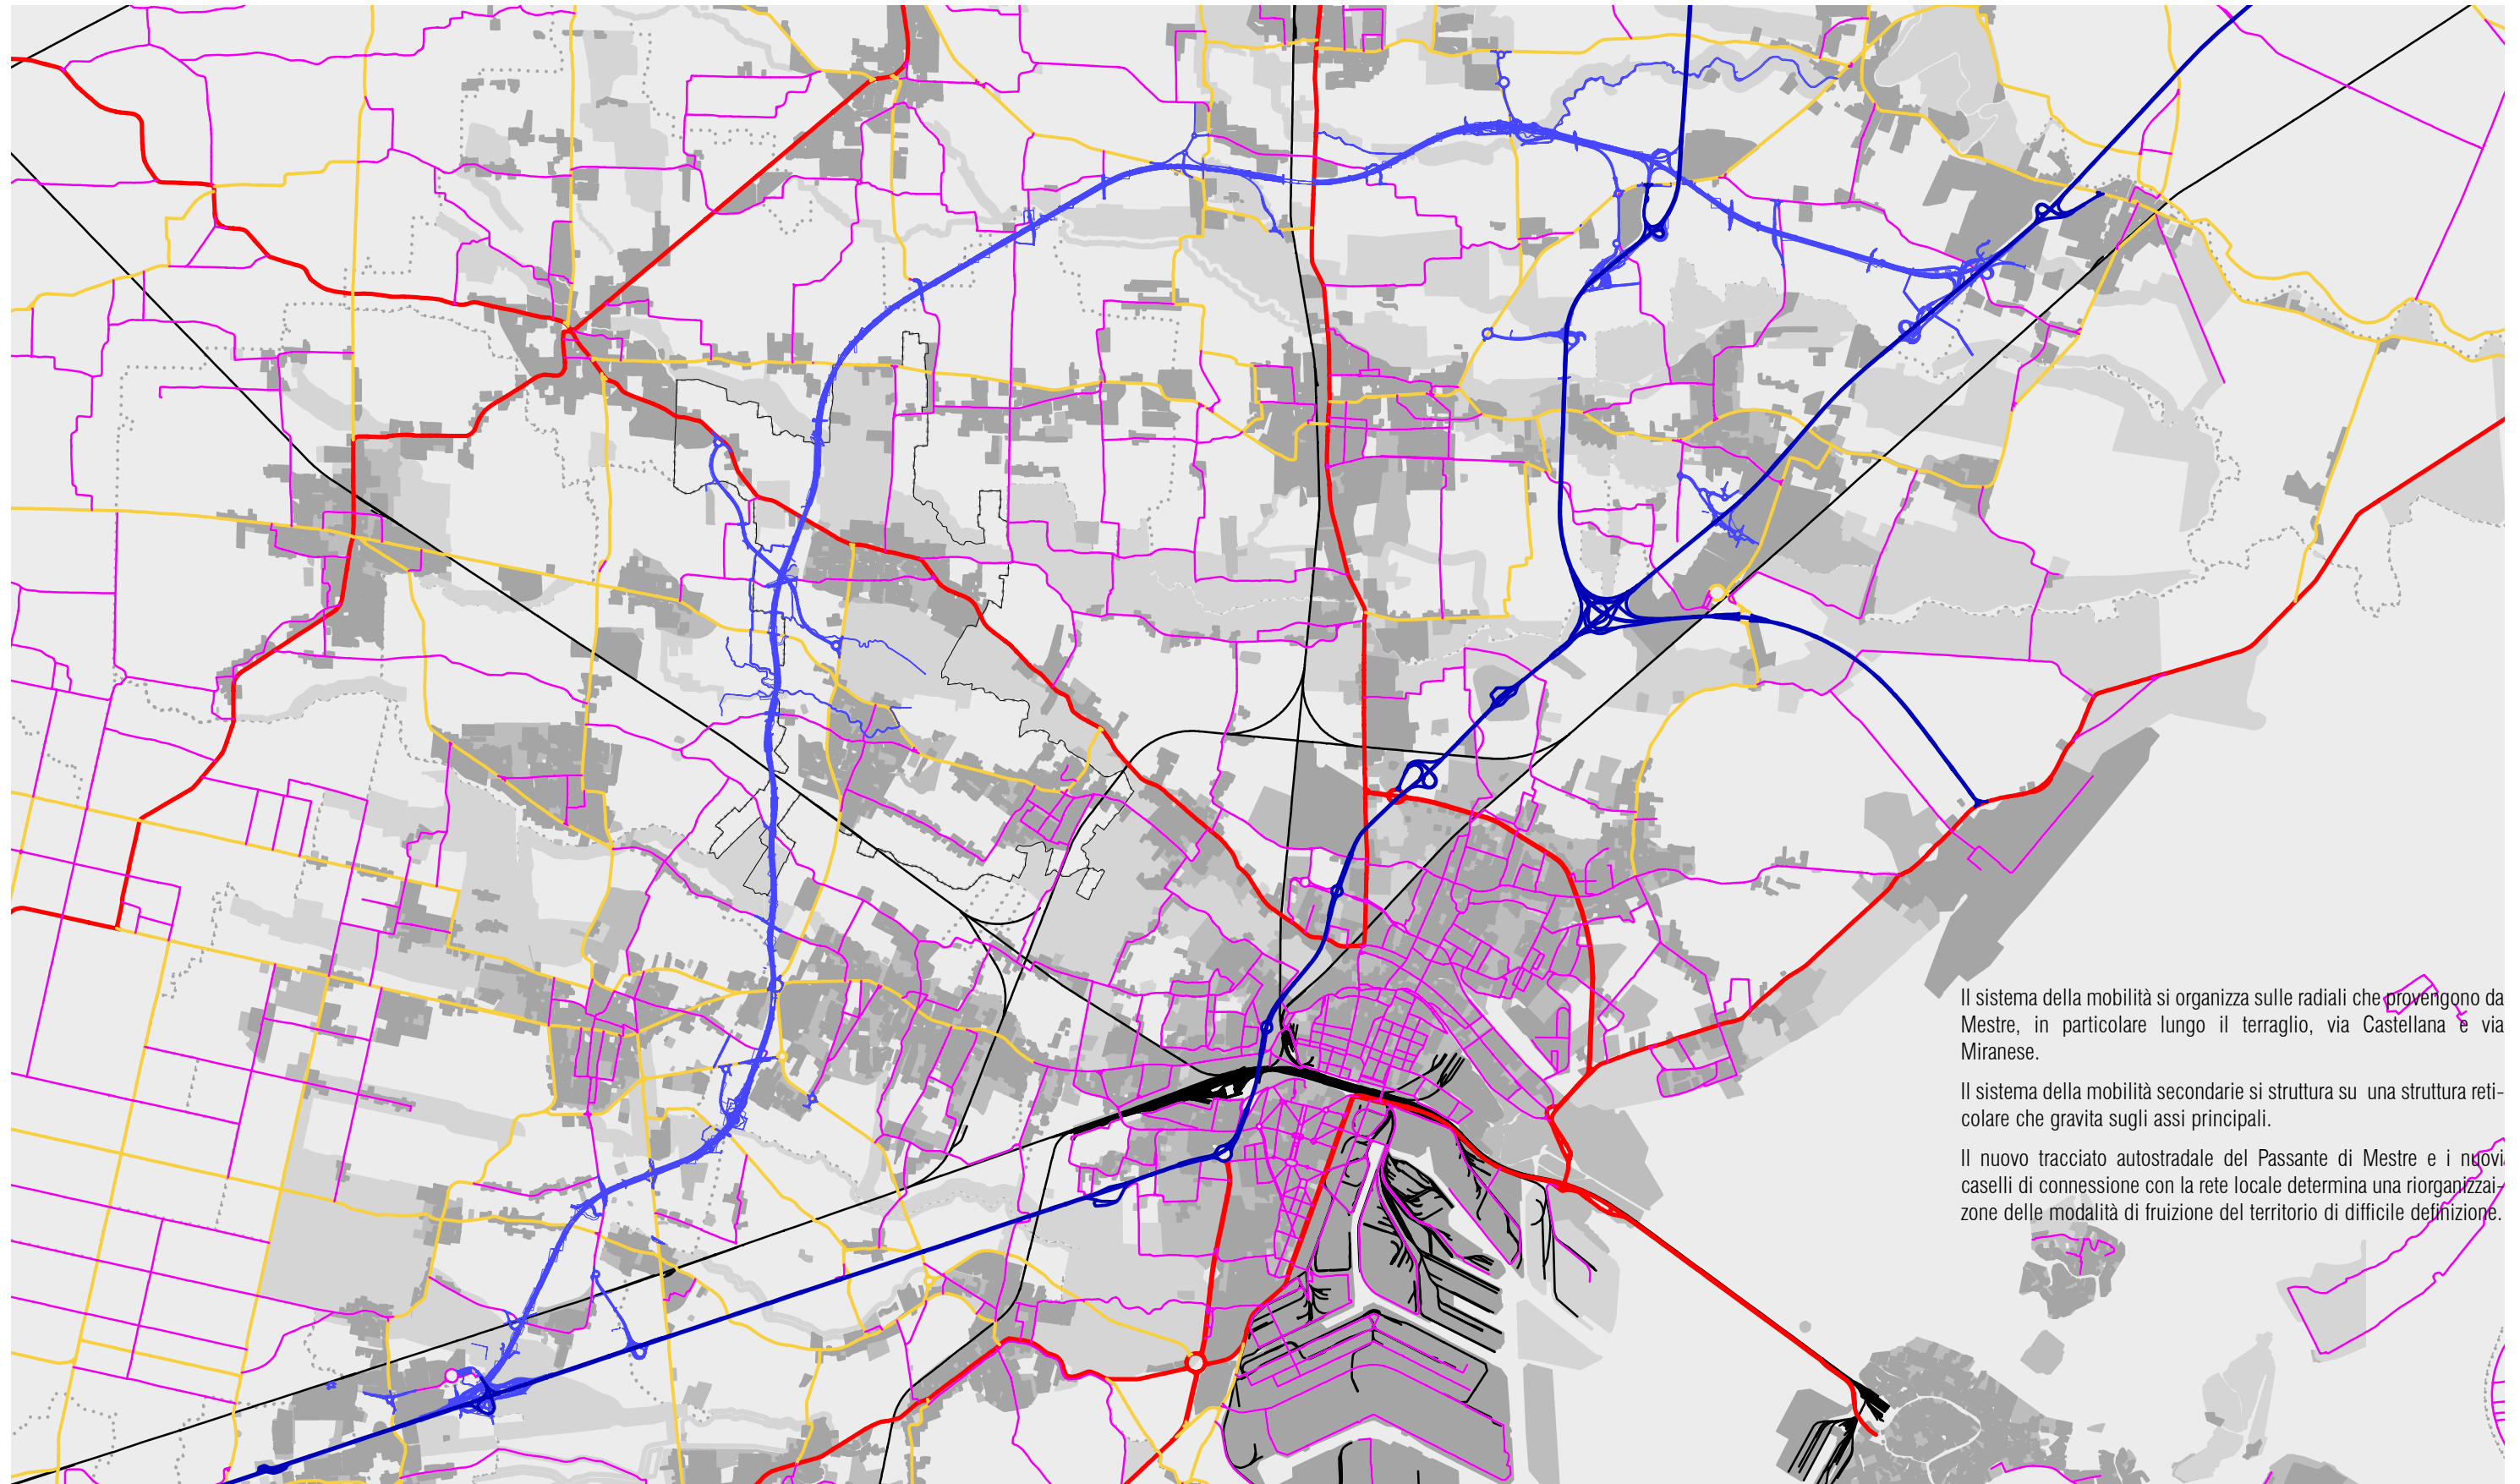 Il sistema della mobilità si organizza sulle radiali che provengono da
Mestre, in particolare lungo il terraglio, via Castellana e via
Miranese.
Il sistema della mobilità secondarie si struttura su una struttura reti-
colare che gravita sugli assi principali.
Il nuovo tracciato autostradale del Passante di Mestre e i nuovi
caselli di connessione con la rete locale determina una riorganizzai-
zone delle modalità di fruizione del territorio di difficile definizione.